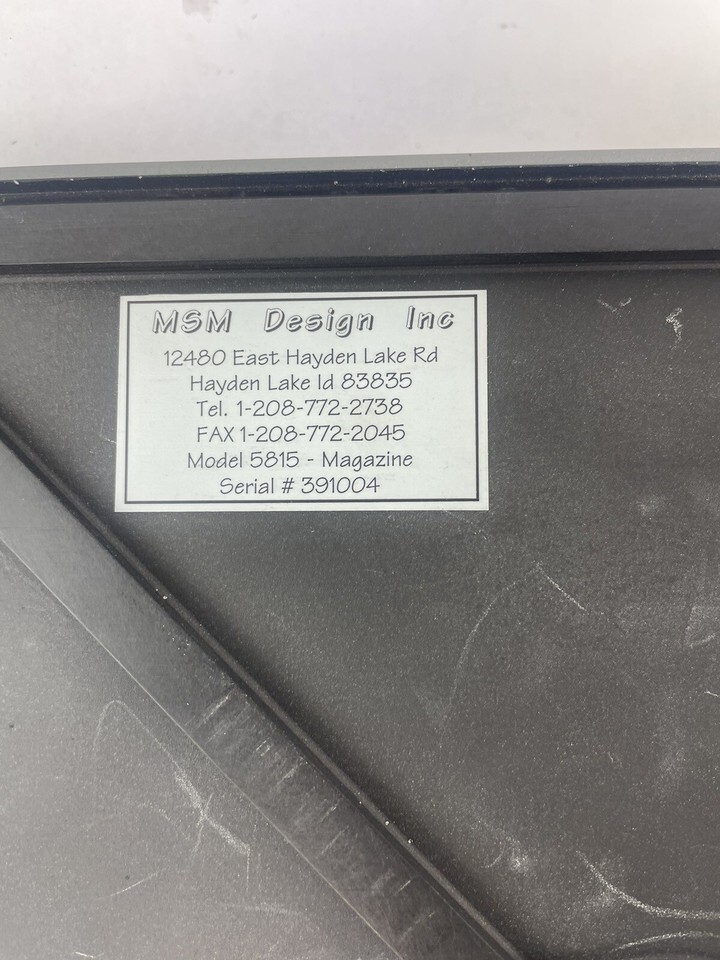 MSM Design Inc
12480 East Hayden Lake Rd
Hayden Lake Id 83835
Tel. 1-208-772-2738
FAX 1-208-772-2045
Model 5815 - Magazine
Serial # 391004